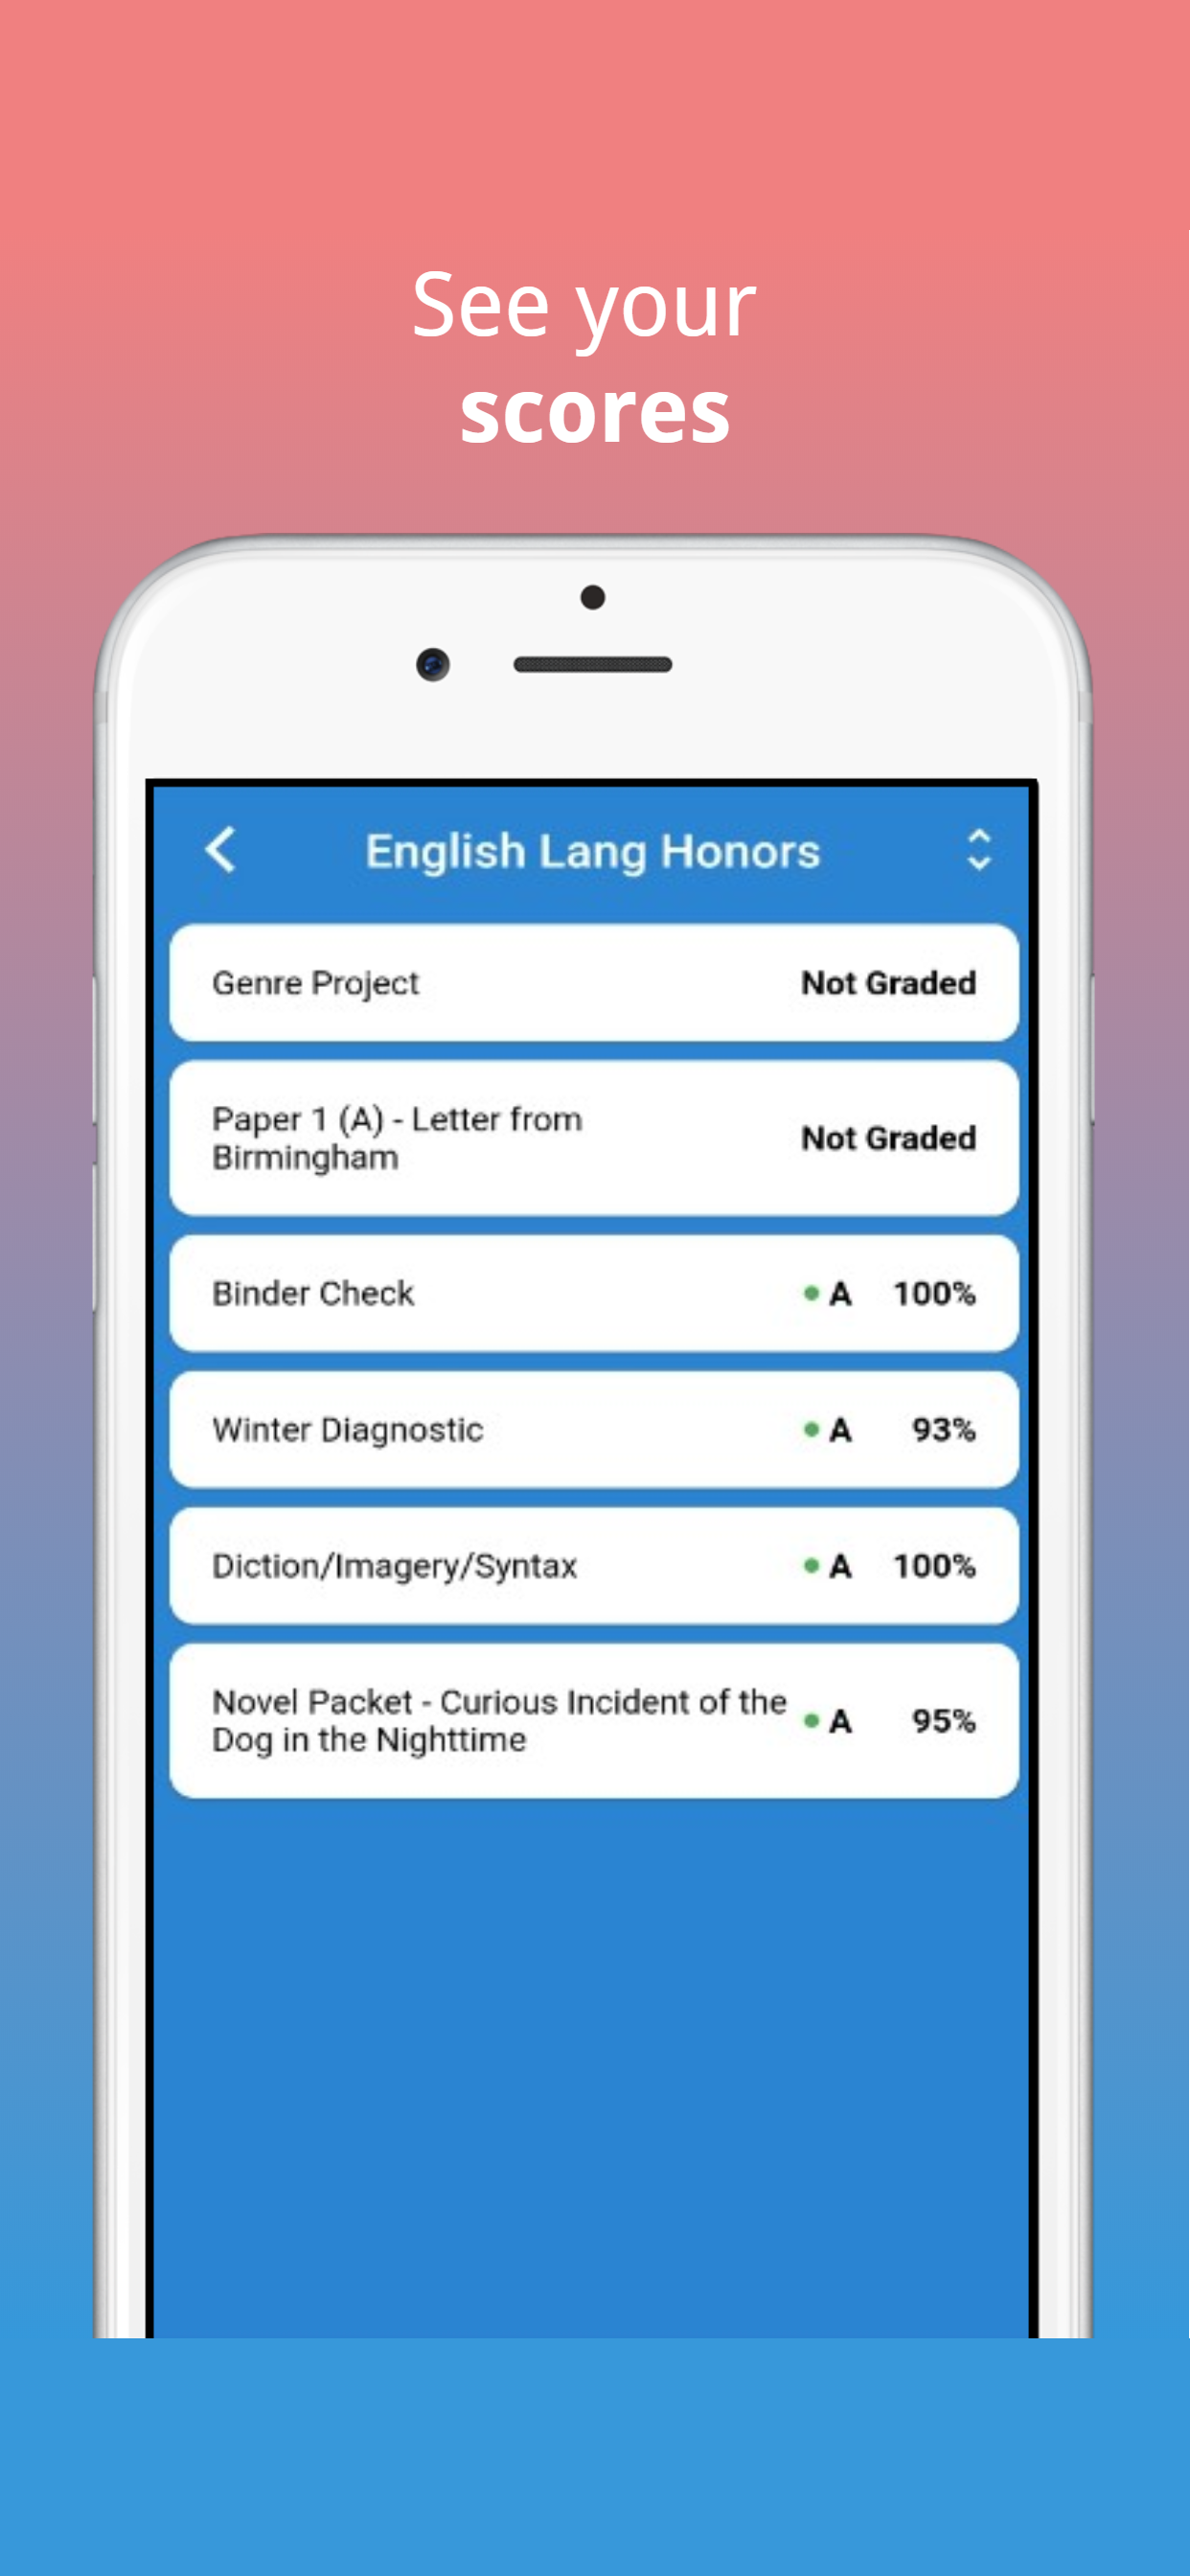 See your
scores
English Lang Honors
Genre Project Not Graded
Paper 1 (A) - Letter from
Birmingham Not Graded
Binder Check A 100%
Winter Diagnostic A 93%
Diction/Imagery/Syntax A 100%
Novel Packet - Curious Incident of the
Dog in the Nighttime A 95%